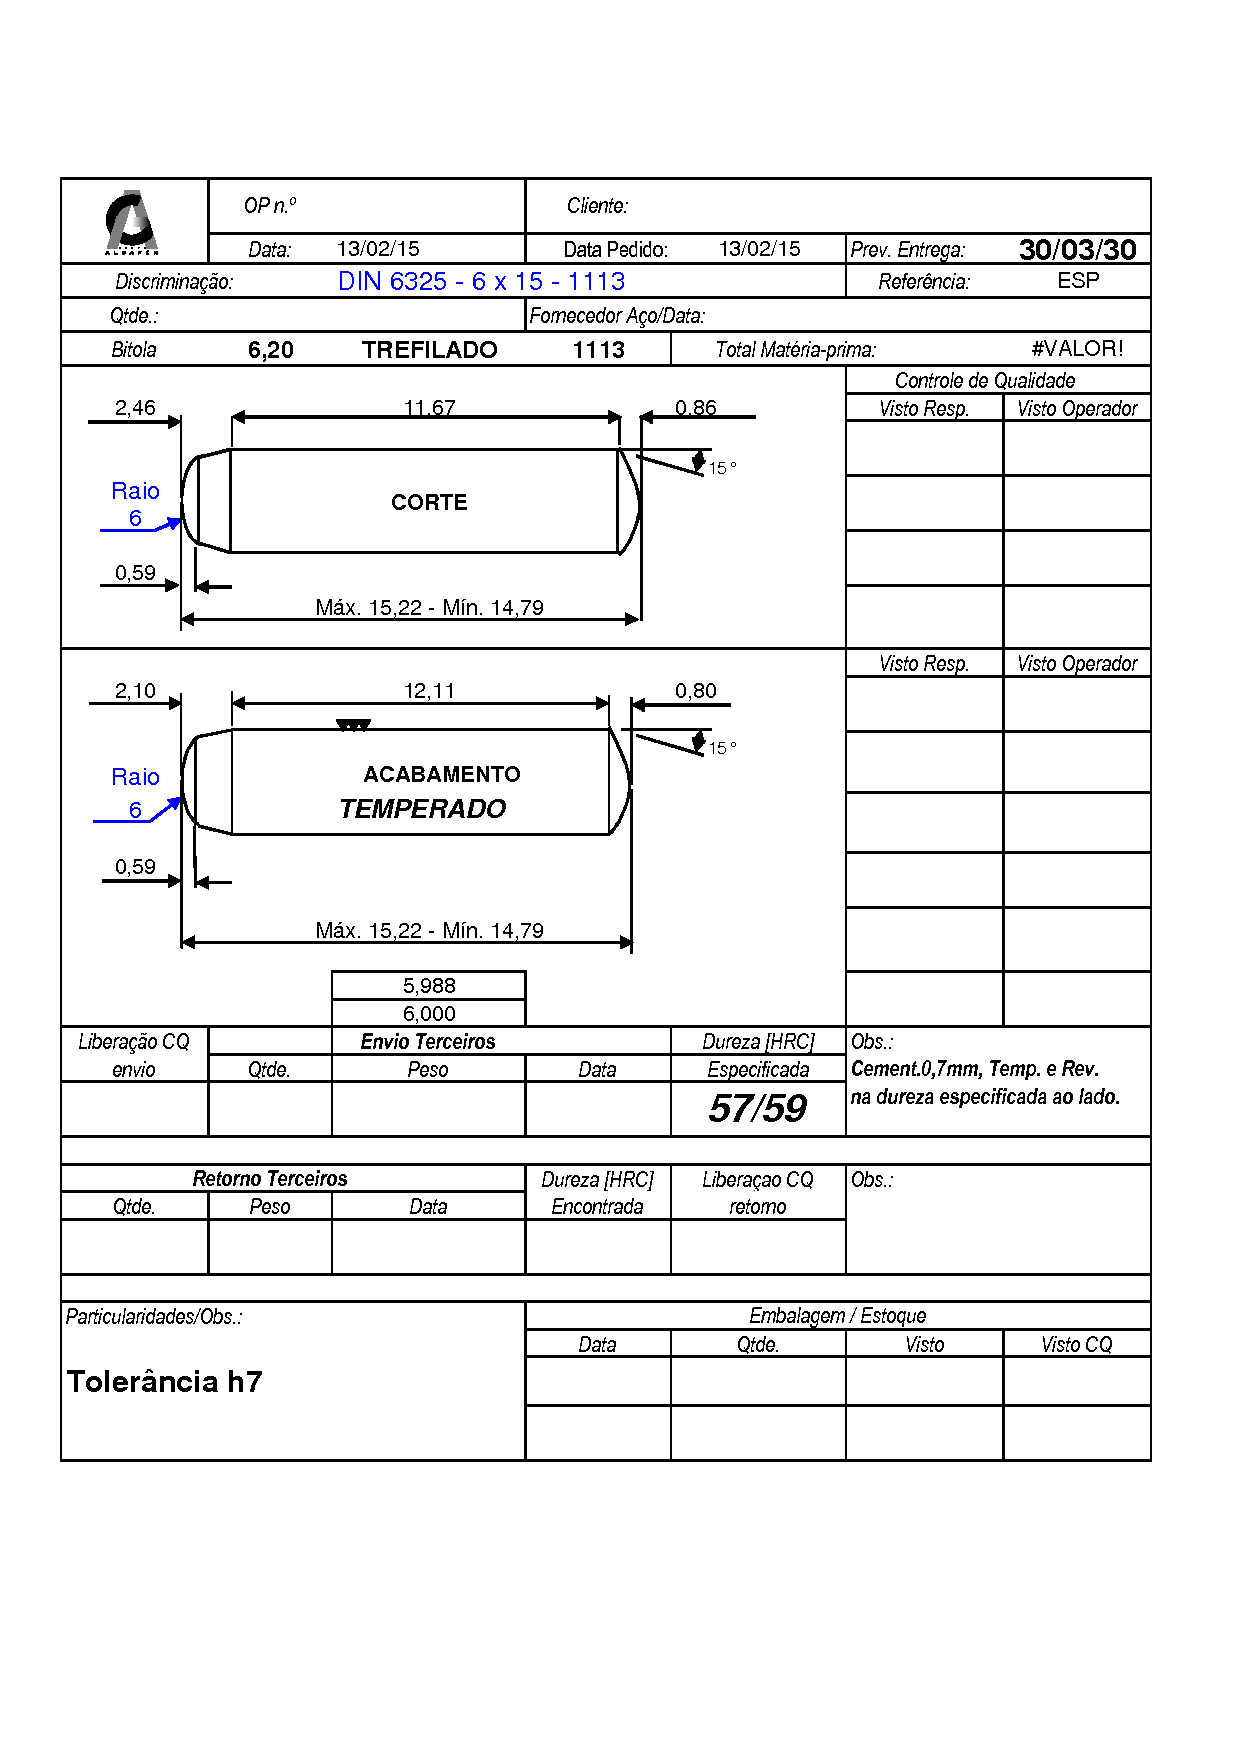 OP n.º
Cliente:
ALBAFER
Data: 13/02/15 Data Pedido: 13/02/15 Prev. Entrega: 30/03/30
Discriminação: DIN 6325 - 6 x 15 - 1113 Referência: ESP
Qtde.: Fornecedor Aço/Data:
Bitola 6,20 TREFILADO 1113 Total Matéria-prima: #VALOR!
Controle de Qualidade
2,46 11,67 0,86 Visto Resp. Visto Operador
15º
Raio
6
CORTE
0,59
Máx. 15,22 - Mín. 14,79
Visto Resp. Visto Operador
2,10 12,11 0,80
15º
Raio
6
ACABAMENTO
TEMPERADO
0,59
Máx. 15,22 - Mín. 14,79
5,988
6,000
Liberação CQ Envio Terceiros Dureza [HRC] Obs.:
envio Qtde. Peso Data Especificada Cement.0,7mm, Temp. e Rev.
57/59 na dureza especificada ao lado.
Retorno Terceiros Dureza [HRC] Liberaçao CQ Obs.:
Qtde. Peso Data Encontrada retorno
Particularidades/Obs.: Embalagem / Estoque
Data Qtde. Visto Visto CQ
Tolerância h7